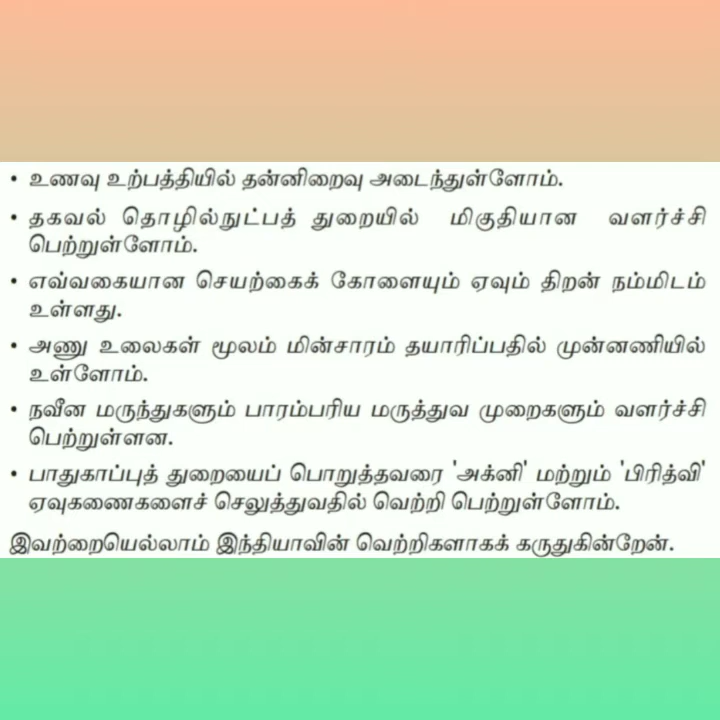 • உணவு உற்பத்தியில் தன்னிறைவு அடைந்துள்ளோம்.
• தகவல் தொழில்நுட்பத் துறையில் மிகுதியான வளர்ச்சி
பெற்றுள்ளோம்.
• எவ்வகையான செயற்கைக் கோளையும் ஏவும் திறன் நம்மிடம்
உள்ளது.
• அணு உலைகள் மூலம் மின்சாரம் தயாரிப்பதில் முன்னணியில்
உள்ளோம்.
• நவீன மருந்துகளும் பாரம்பரிய மருத்துவ முறைகளும் வளர்ச்சி
பெற்றுள்ளன.
• பாதுகாப்புத் துறையைப் பொறுத்தவரை 'அக்னி' மற்றும் 'பிரித்வி'
ஏவுகணைகளைச் செலுத்துவதில் வெற்றி பெற்றுள்ளோம்.
இவற்றையெல்லாம் இந்தியாவின் வெற்றிகளாகக் கருதுகின்றேன்.